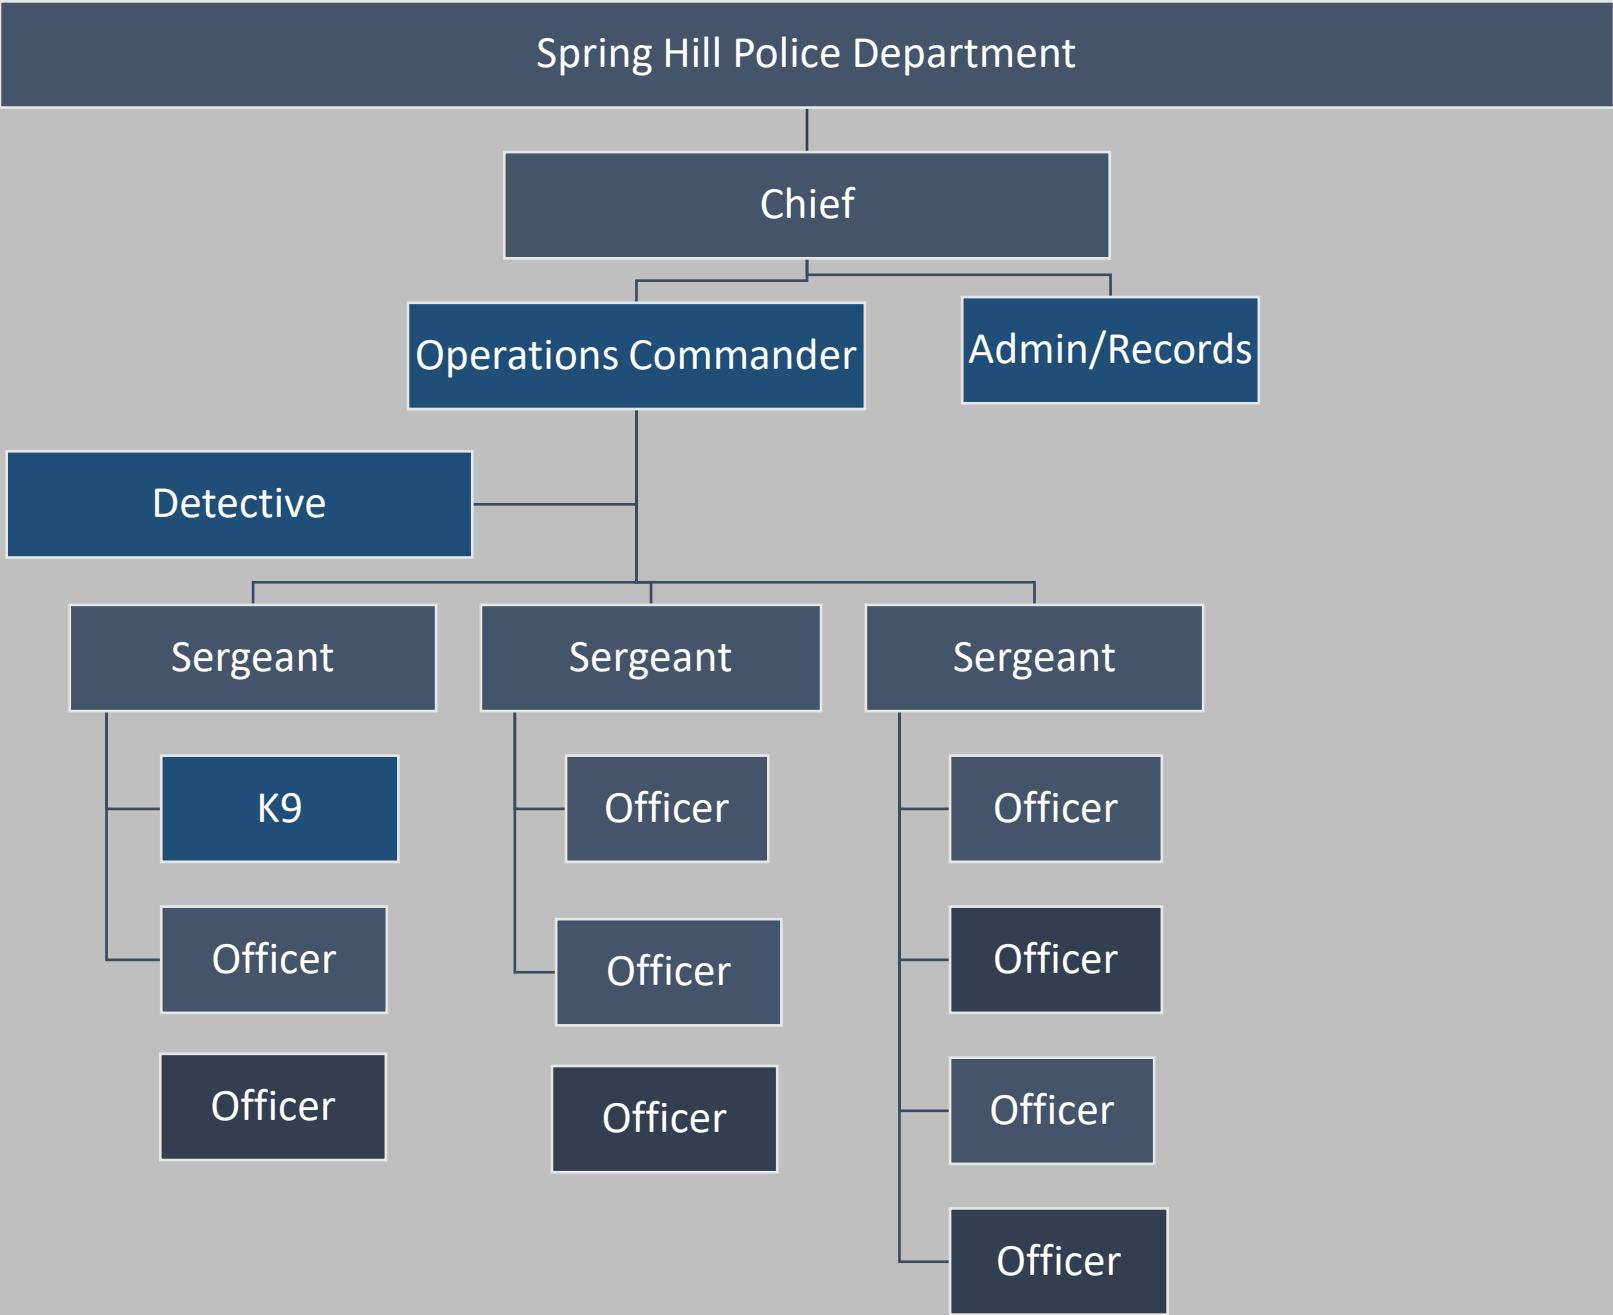 Spring Hill Police Department
Chief
Operations Commander
Admin/Records
Detective
Sergeant
Sergeant
Sergeant
K9
Officer
Officer
Officer
Officer
Officer
Officer
Officer
Officer
Officer